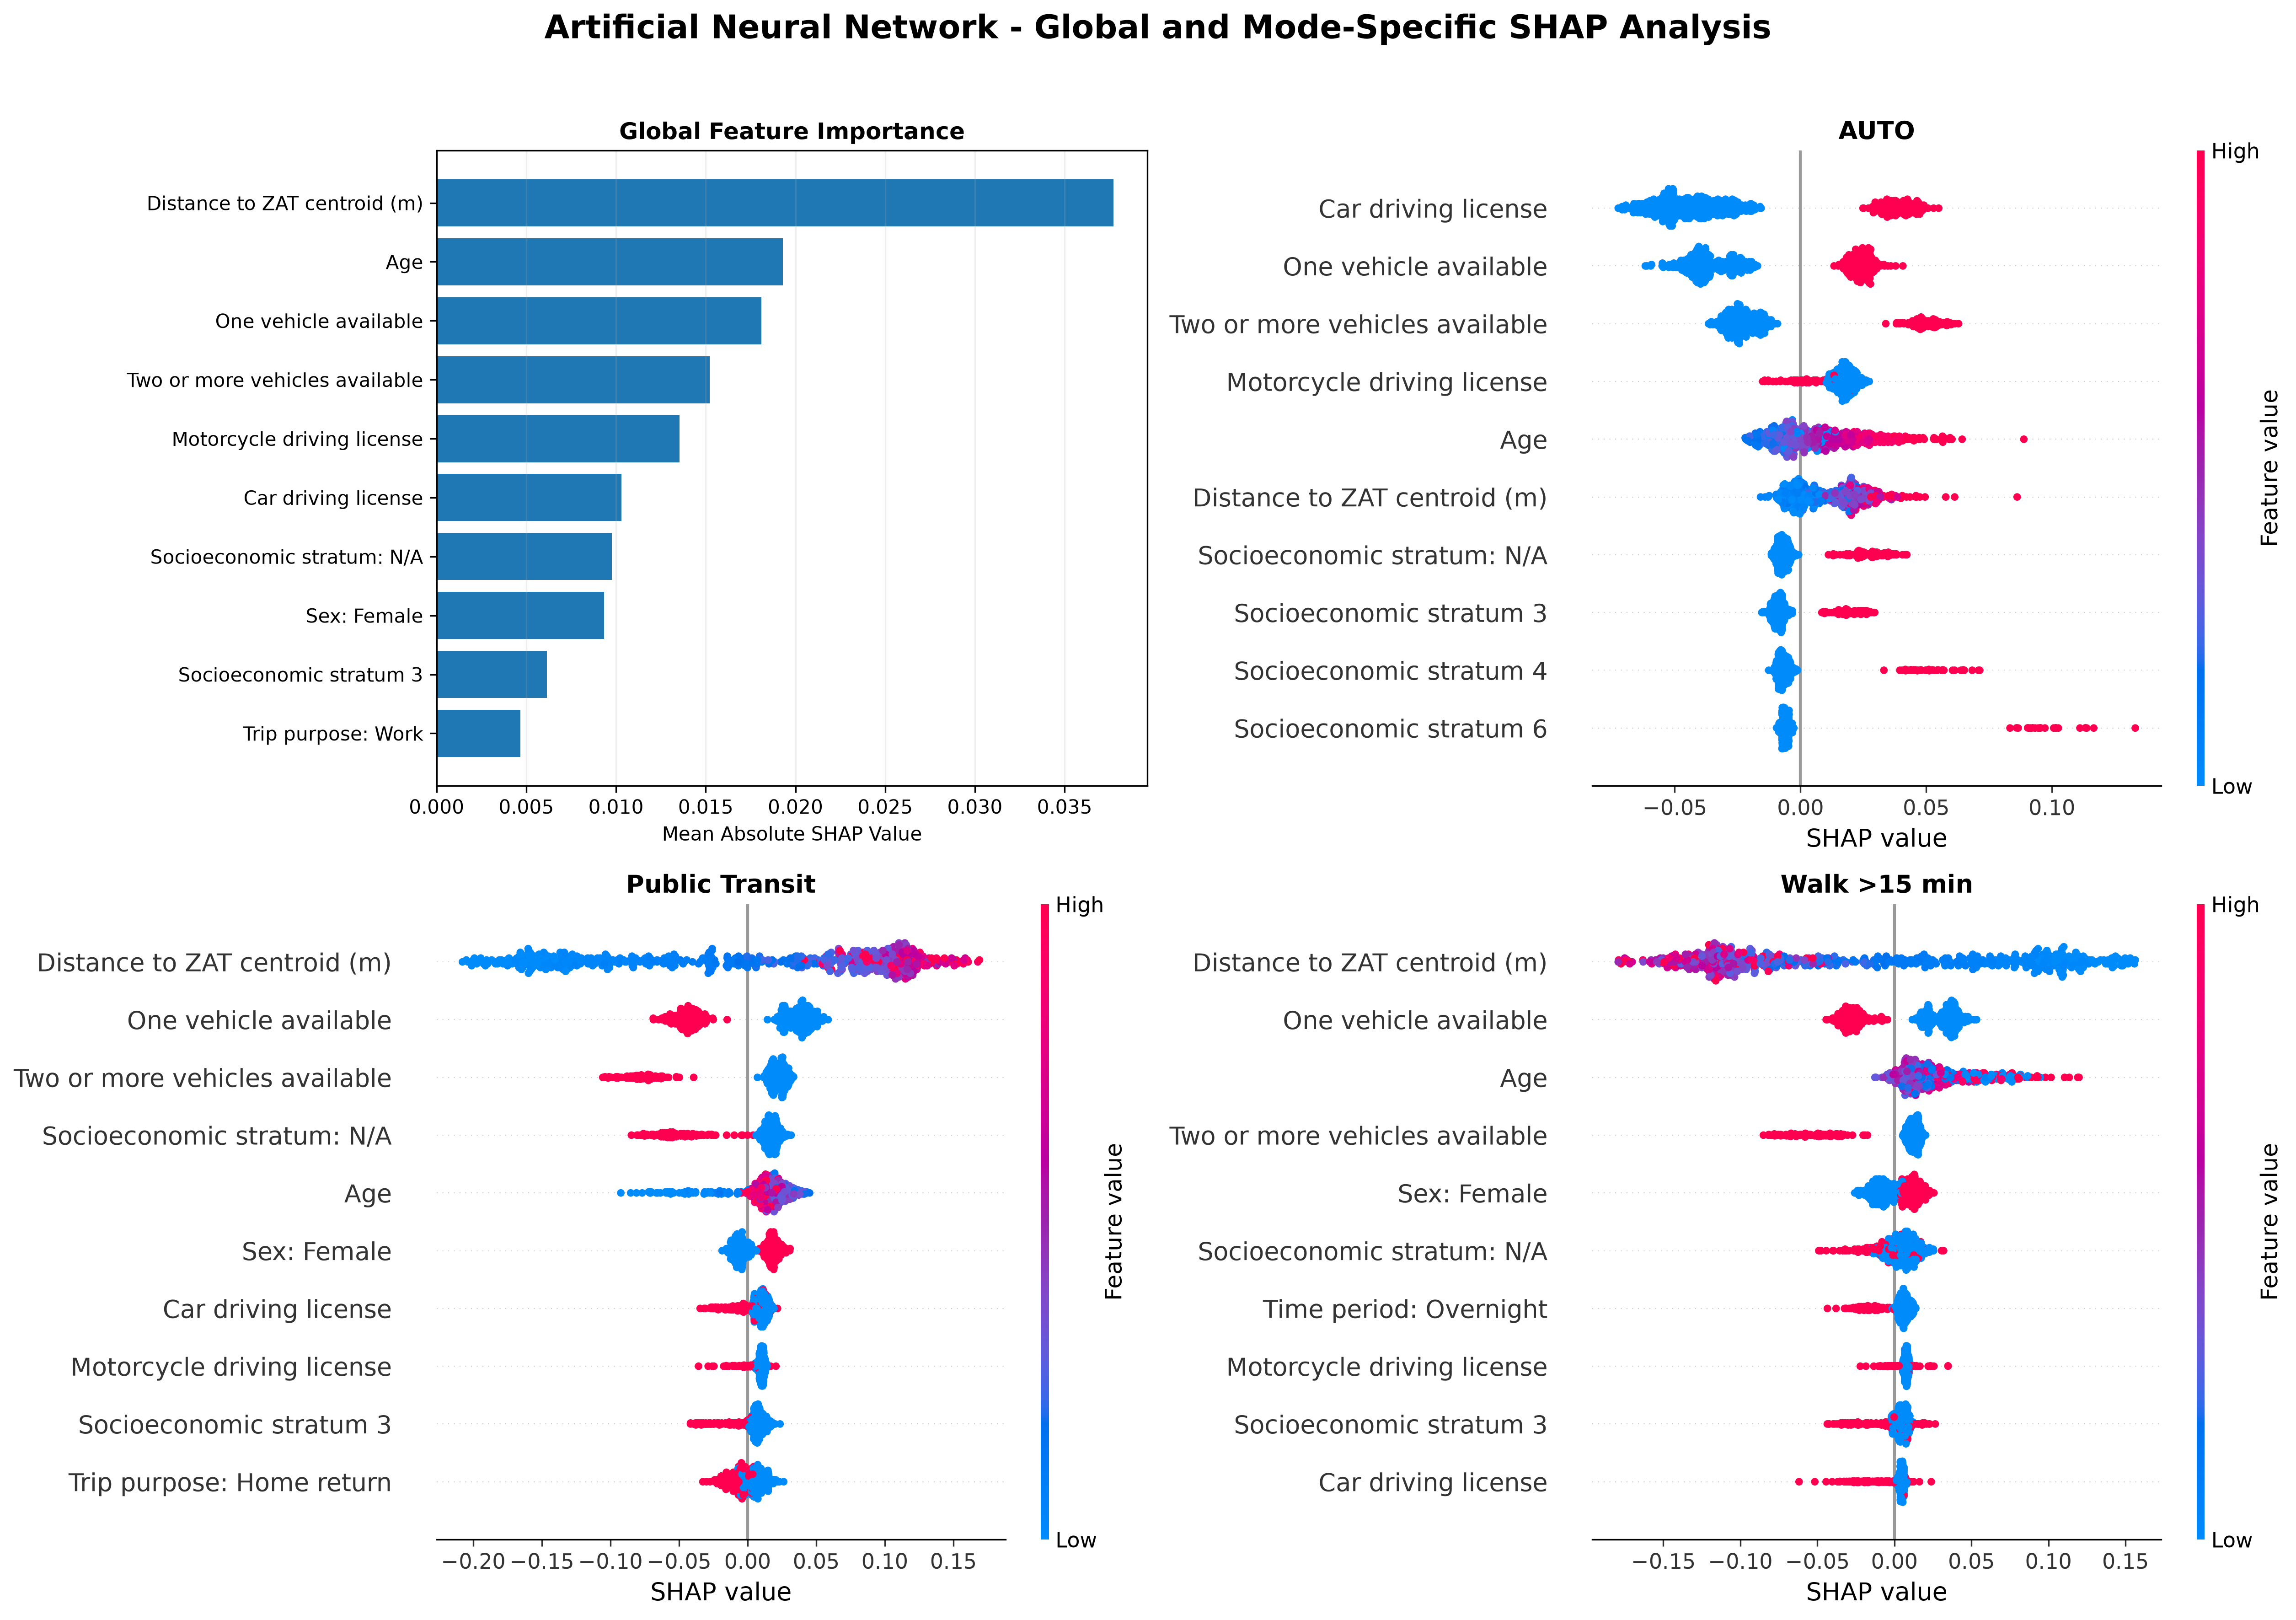 Artificial Neural Network - Global and Mode-Specific SHAP Analysis
Global Feature Importance
Distance to ZAT centroid (m)
Age
One vehicle available
Two or more vehicles available
Motorcycle driving license
Car driving license
Socioeconomic stratum: N/A
Sex: Female
Socioeconomic stratum 3
Trip purpose: Work
0.000 0.005 0.010 0.015 0.020 0.025 0.030 0.035
Mean Absolute SHAP Value
AUTO
Car driving license
One vehicle available
Two or more vehicles available
Motorcycle driving license
Age
Distance to ZAT centroid (m)
Socioeconomic stratum: N/A
Socioeconomic stratum 3
Socioeconomic stratum 4
Socioeconomic stratum 6
−0.05 0.00 0.05 0.10
SHAP value
High
Feature value
Low
Public Transit
Distance to ZAT centroid (m)
One vehicle available
Two or more vehicles available
Socioeconomic stratum: N/A
Age
Sex: Female
Car driving license
Motorcycle driving license
Socioeconomic stratum 3
Trip purpose: Home return
−0.20 −0.15 −0.10 −0.05 0.00 0.05 0.10 0.15
SHAP value
High
Feature value
Low
Walk >15 min
Distance to ZAT centroid (m)
One vehicle available
Age
Two or more vehicles available
Sex: Female
Socioeconomic stratum: N/A
Time period: Overnight
Motorcycle driving license
Socioeconomic stratum 3
Car driving license
−0.15 −0.10 −0.05 0.00 0.05 0.10 0.15
SHAP value
High
Feature value
Low